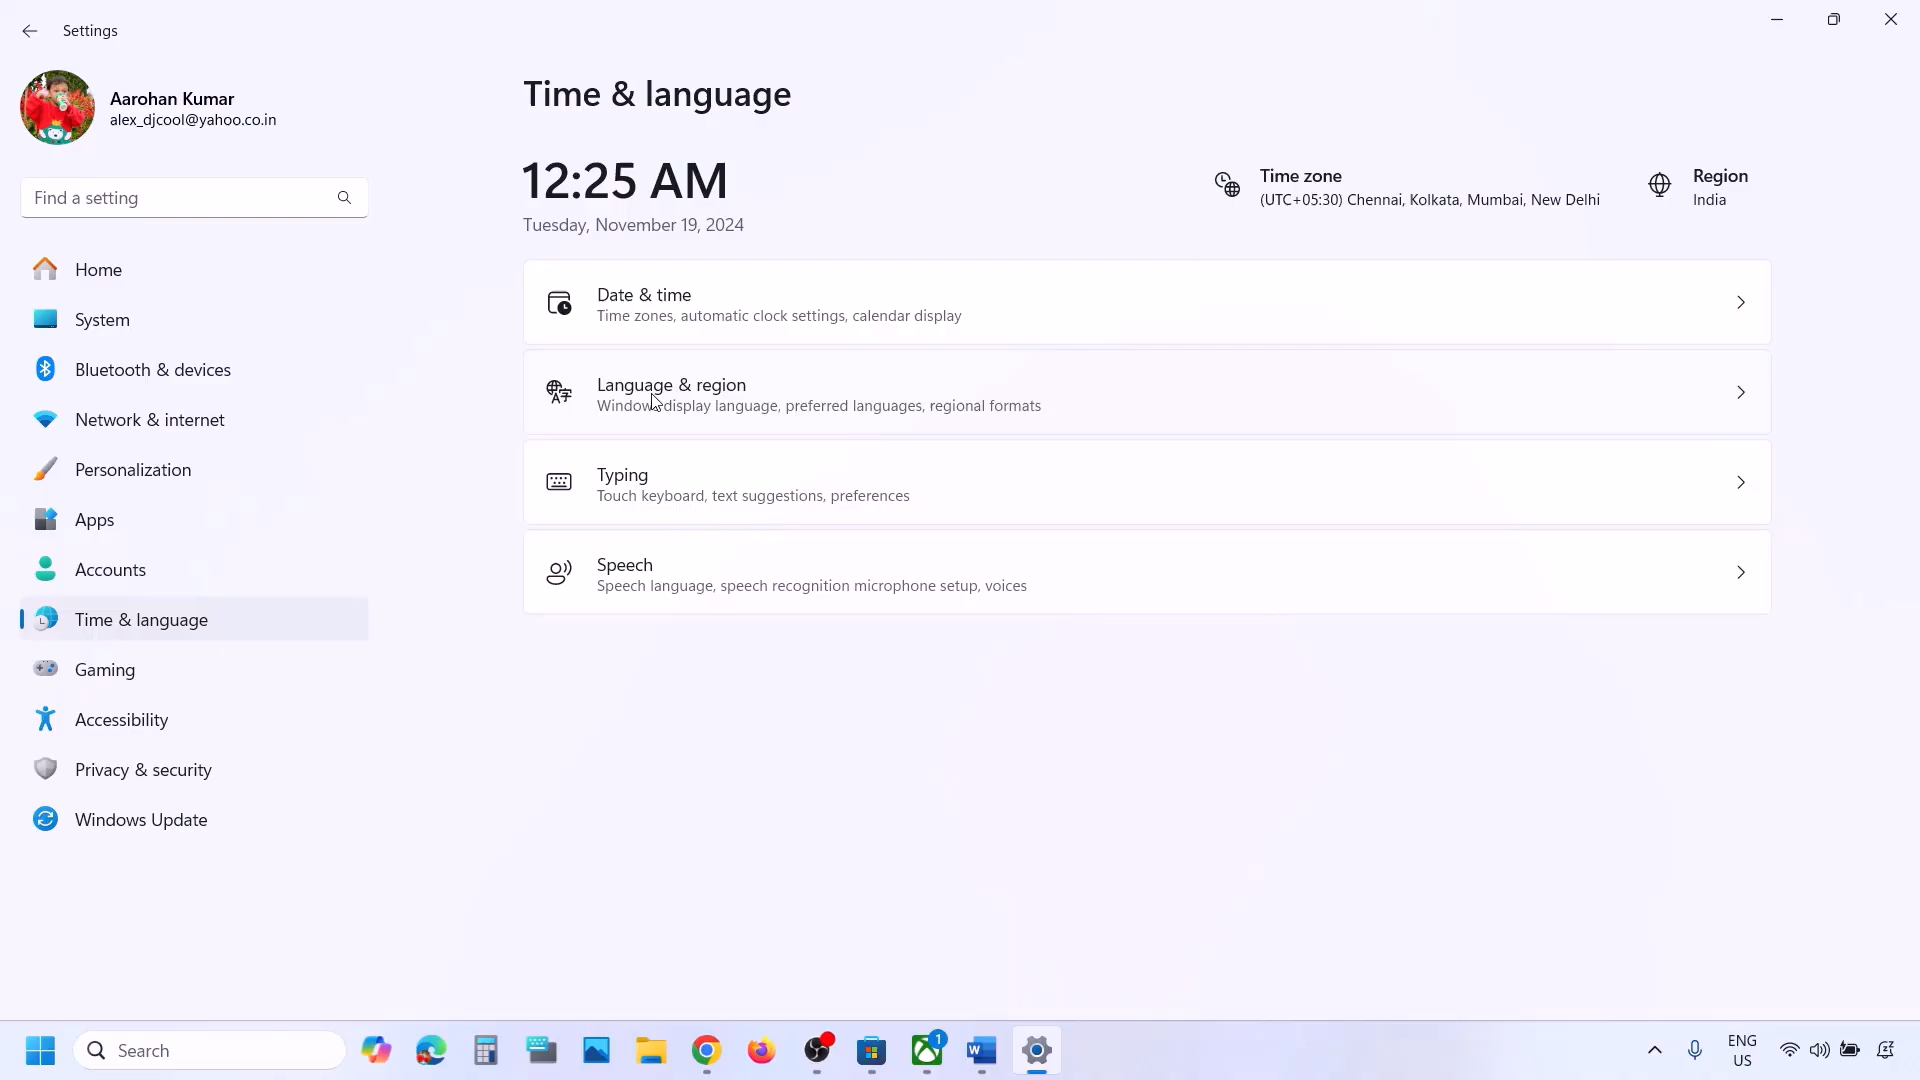 Settings
Aarohan Kumar
alex_djcool@yahoo.co.in
Find a setting
Home
System
Bluetooth & devices
Network & internet
Personalization
Apps
Accounts
Time & language
Gaming
Accessibility
Privacy & security
Windows Update
Time & language
12:25 AM
Tuesday, November 19, 2024
Time zone
(UTC+05:30) Chennai, Kolkata, Mumbai, New Delhi
Region
India
Date & time
Time zones, automatic clock settings, calendar display
Language & region
Windows display language, preferred languages, regional formats
Typing
Touch keyboard, text suggestions, preferences
Speech
Speech language, speech recognition microphone setup, voices
Search
1
ENG
US